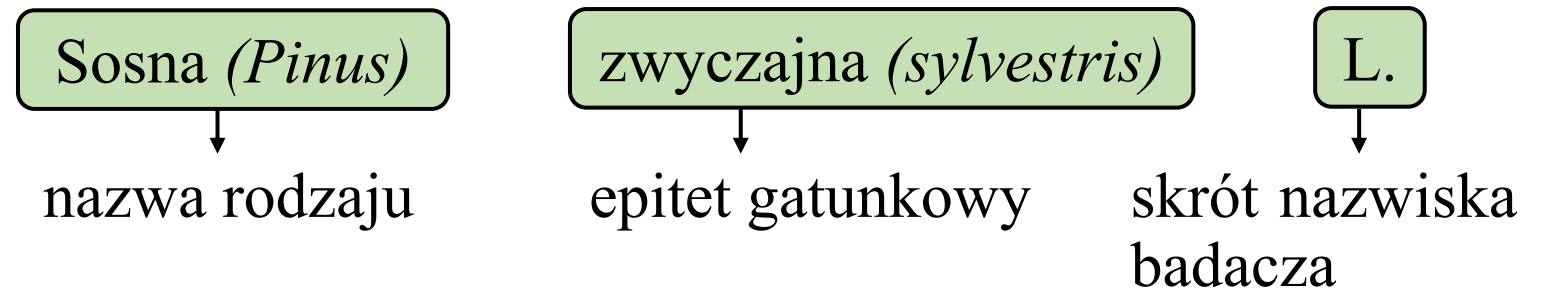 Sosna (Pinus) zwyczajna (sylvestris) L.
nazwa rodzaju epitet gatunkowy skrót nazwiska
badacza